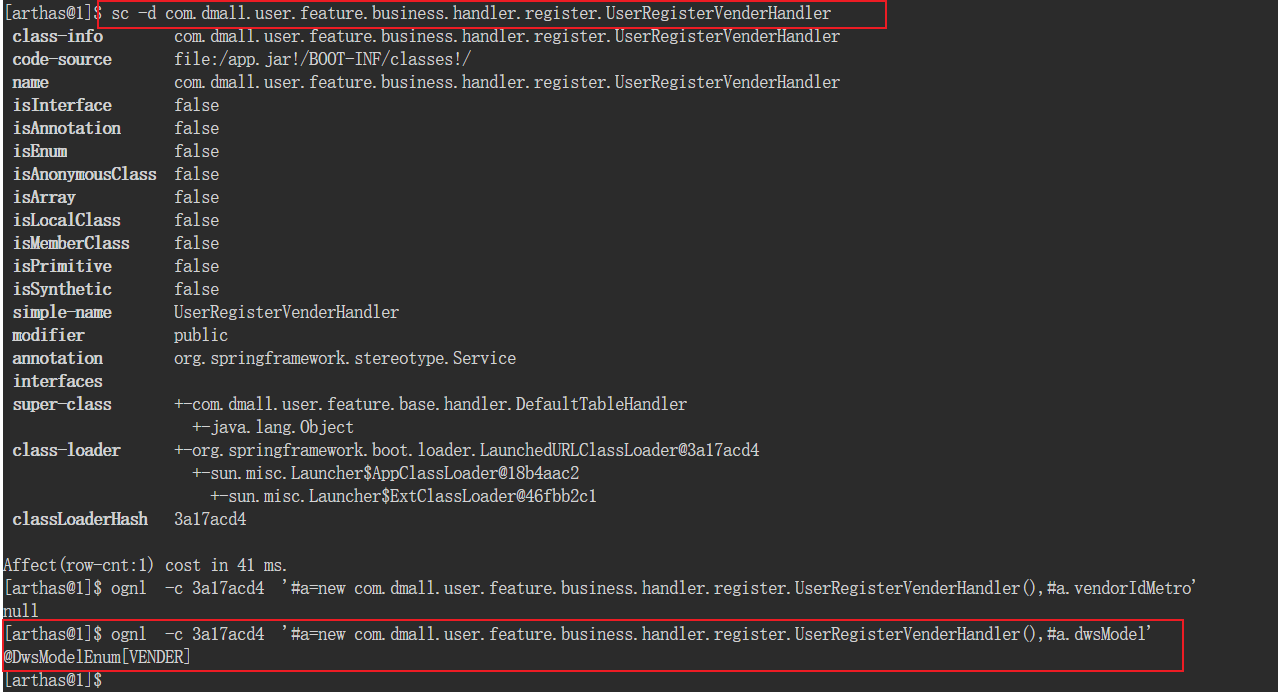 [arthas@1]$ sc -d com.dmall.user.feature.business.handler.register.UserRegisterVenderHandler
class-info com.dmall.user.feature.business.handler.register.UserRegisterVenderHandler
code-source file:/app.jar!/BOOT-INF/classes!/
name com.dmall.user.feature.business.handler.register.UserRegisterVenderHandler
isInterface false
isAnnotation false
isEnum false
isAnonymousClass false
isArray false
isLocalClass false
isMemberClass false
isPrimitive false
isSynthetic false
simple-name UserRegisterVenderHandler
modifier public
annotation org.springframework.stereotype.Service
interfaces
super-class +-com.dmall.user.feature.base.handler.DefaultTableHandler
+-java.lang.Object
class-loader +-org.springframework.boot.loader.LaunchedURLClassLoader@3a17acd4
+-sun.misc.Launcher$AppClassLoader@18b4aac2
+-sun.misc.Launcher$ExtClassLoader@46fbb2c1
classLoaderHash 3a17acd4
Affect(row-cnt:1) cost in 41 ms.
[arthas@1]$ ognl  -c 3a17acd4  '#a=new com.dmall.user.feature.business.handler.register.UserRegisterVenderHandler(),#a.vendorIdMetro'
null
[arthas@1]$ ognl  -c 3a17acd4  '#a=new com.dmall.user.feature.business.handler.register.UserRegisterVenderHandler(),#a.dwsModel'
@DwsModelEnum[VENDER]
[arthas@1]$